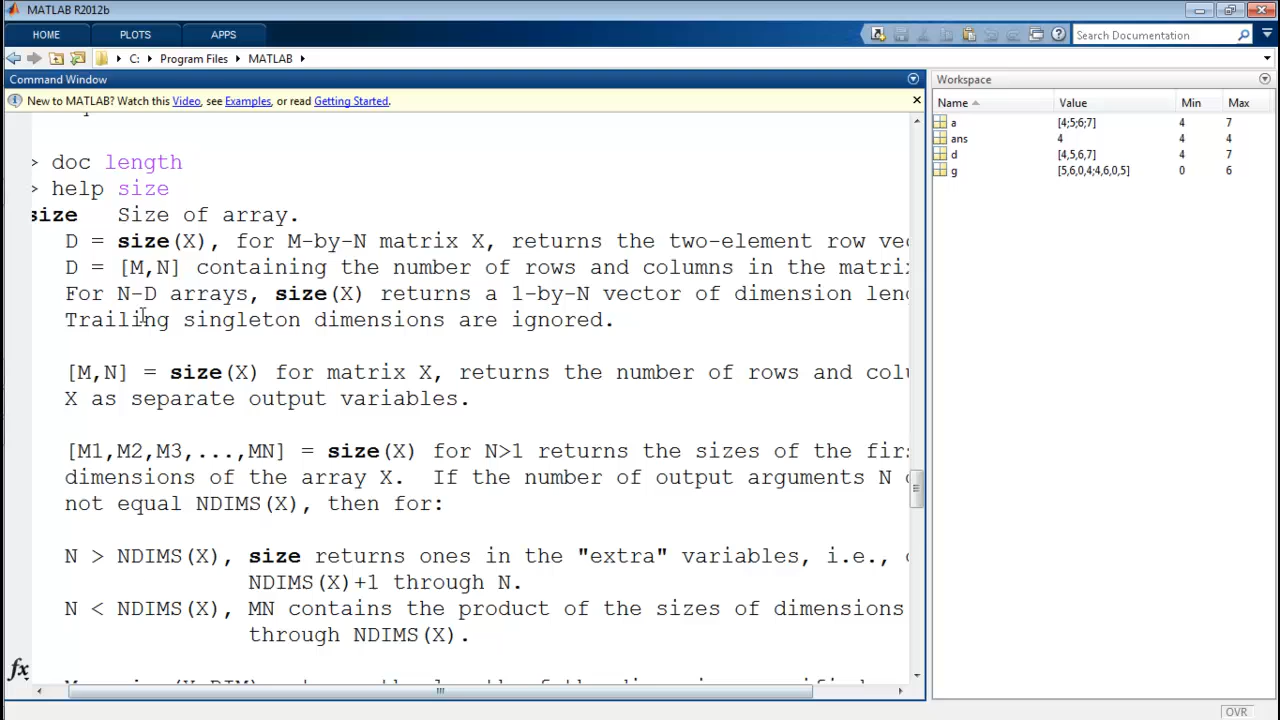 MATLAB R2012b
HOME PLOTS APPS
Search Documentation
C: Program Files MATLAB
Command Window
New to MATLAB? Watch this Video, see Examples, or read Getting Started.
> doc length
> help size
size Size of array.
D = size(X), for M-by-N matrix X, returns the two-element row
D = [M,N] containing the number of rows and columns in the
For N-D arrays, size(X) returns a 1-by-N vector of dimension
Trailing singleton dimensions are ignored.
[M,N] = size(X) for matrix X, returns the number of rows and
X as separate output variables.
[M1,M2,M3,...,MN] = size(X) for N>1 returns the sizes of the
dimensions of the array X. If the number of output arguments N
not equal NDIMS(X), then for:
N > NDIMS(X), size returns ones in the "extra" variables, i.e.,
NDIMS(X)+1 through N.
N < NDIMS(X), MN contains the product of the sizes of dimensions
through NDIMS(X).
fx
Workspace
Name Value Min Max
a [4;5;6;7] 4 7
ans 4 4 4
d [4,5,6,7] 4 7
g [5,6,0,4;4,6,0,5] 0 6
OVR